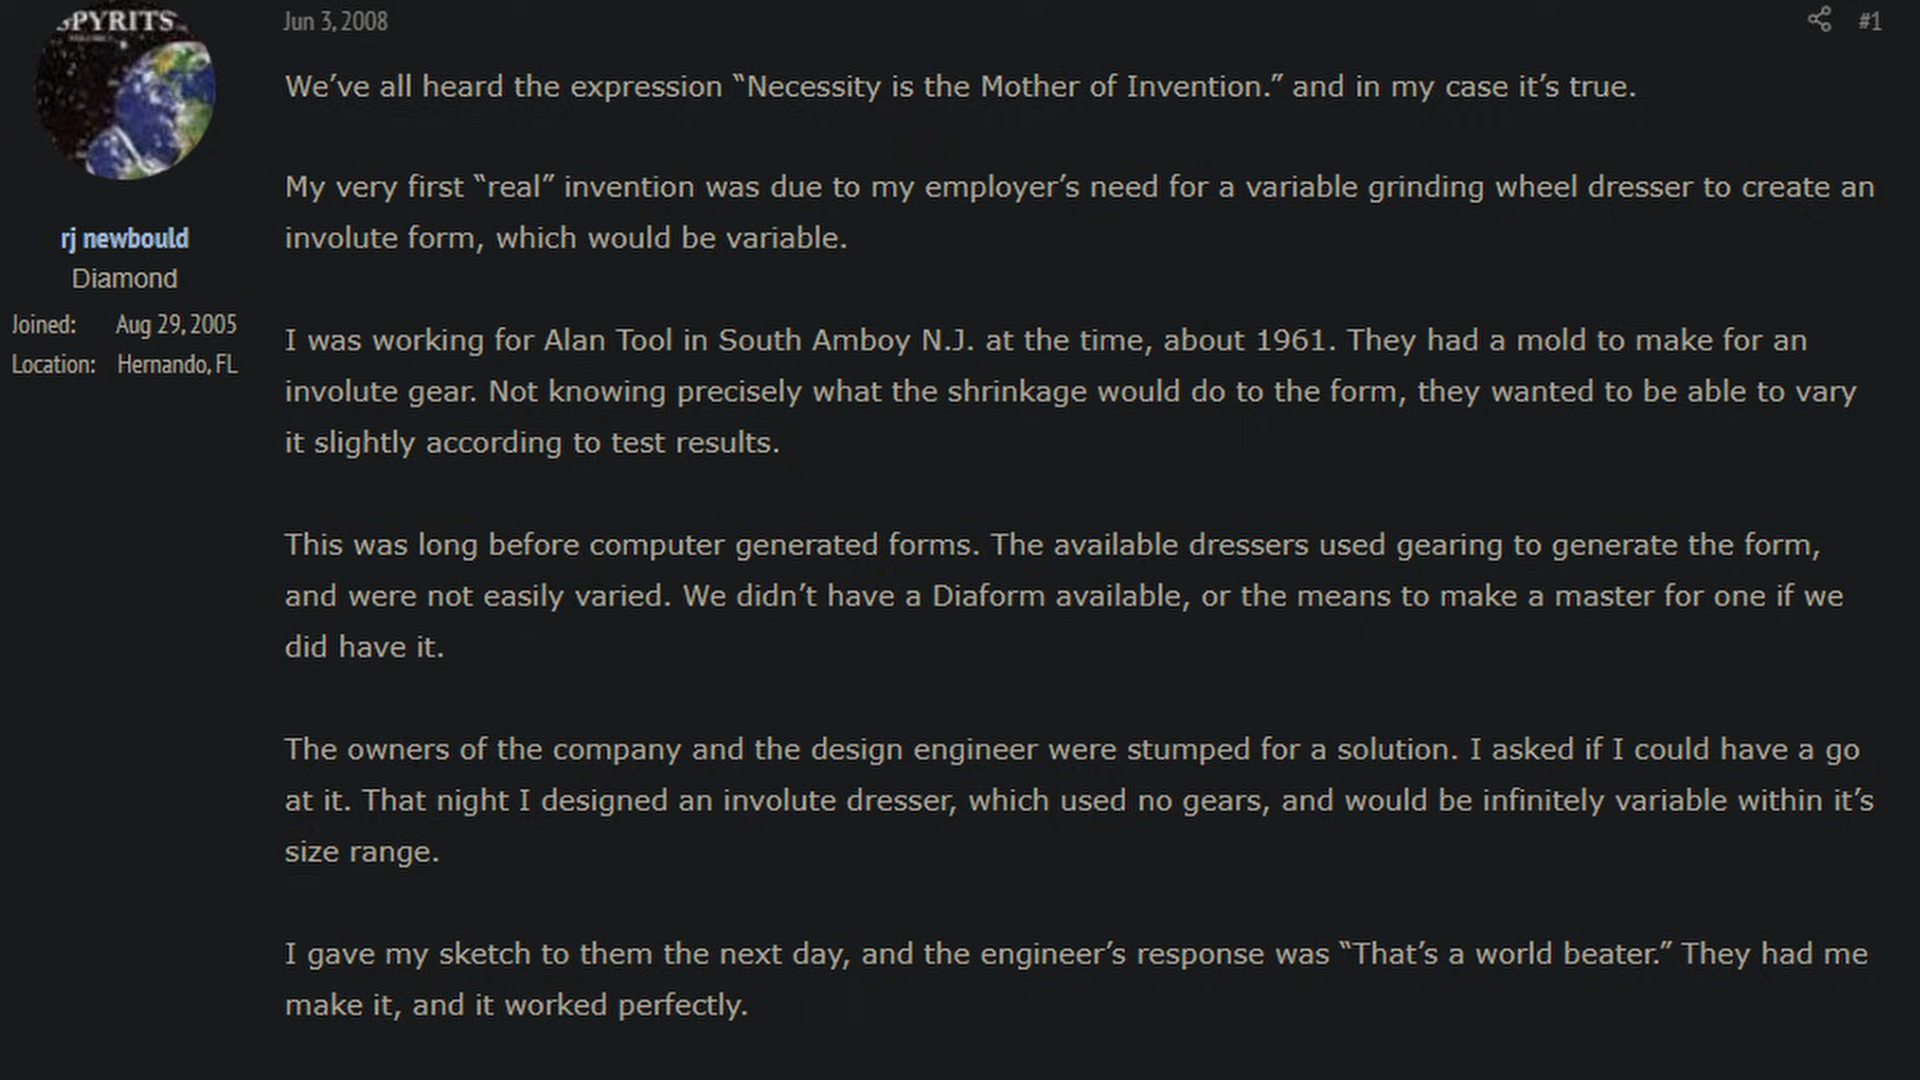 SPYRITS
Jun 3, 2008
#1
We’ve all heard the expression “Necessity is the Mother of Invention.” and in my case it’s true.
My very first “real” invention was due to my employer’s need for a variable grinding wheel dresser to create an
involute form, which would be variable.
rj newbould
Diamond
Joined: Aug 29, 2005
Location: Hernando, FL
I was working for Alan Tool in South Amboy N.J. at the time, about 1961. They had a mold to make for an
involute gear. Not knowing precisely what the shrinkage would do to the form, they wanted to be able to vary
it slightly according to test results.
This was long before computer generated forms. The available dressers used gearing to generate the form,
and were not easily varied. We didn’t have a Diaform available, or the means to make a master for one if we
did have it.
The owners of the company and the design engineer were stumped for a solution. I asked if I could have a go
at it. That night I designed an involute dresser, which used no gears, and would be infinitely variable within it’s
size range.
I gave my sketch to them the next day, and the engineer’s response was “That’s a world beater.” They had me
make it, and it worked perfectly.